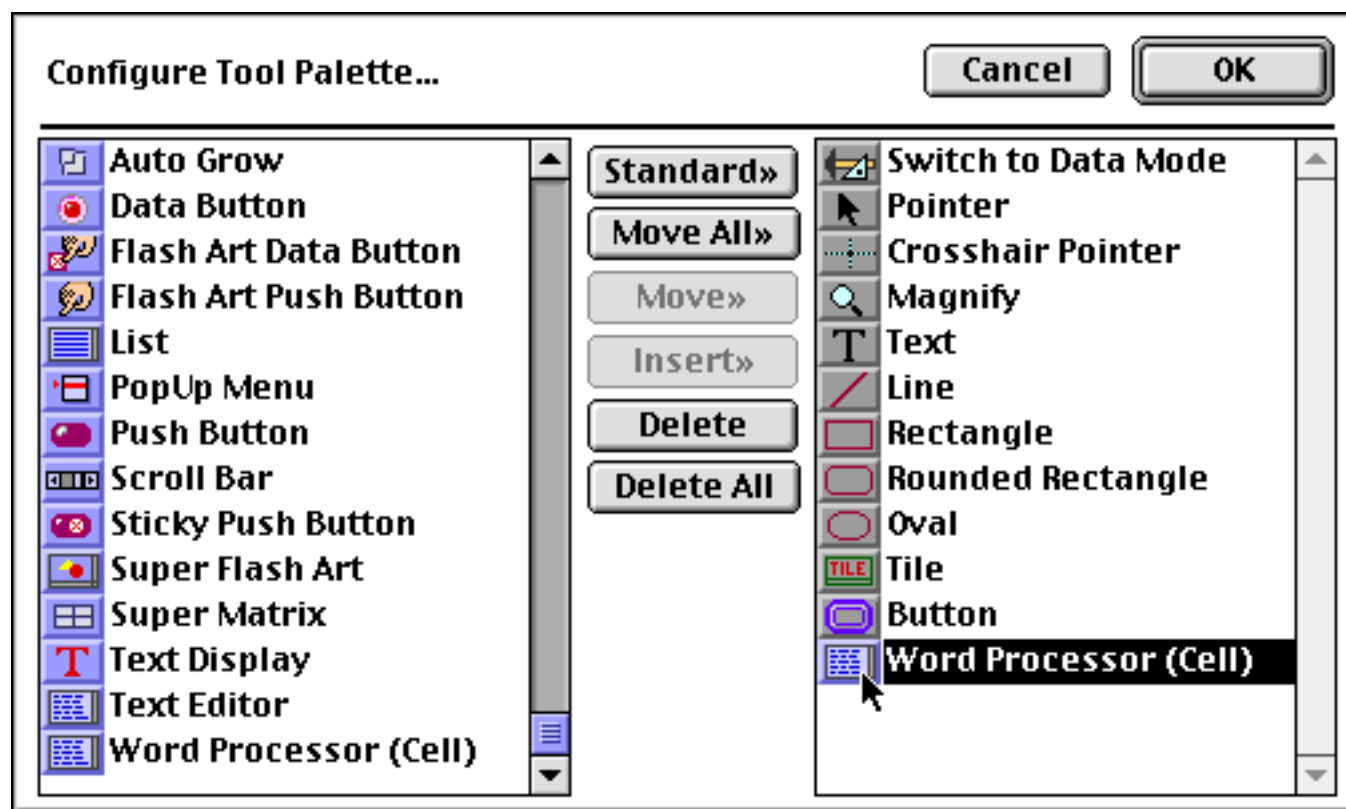 Configure Tool Palette...
Cancel
OK
Auto Grow
Data Button
Flash Art Data Button
Flash Art Push Button
List
PopUp Menu
Push Button
Scroll Bar
Sticky Push Button
Super Flash Art
Super Matrix
T Text Display
Text Editor
Word Processor (Cell)
Standard»
Move All»
Move»
Insert»
Delete
Delete All
Switch to Data Mode
Pointer
Crosshair Pointer
Magnify
T Text
Line
Rectangle
Rounded Rectangle
Oval
TILE Tile
Button
Word Processor (Cell)